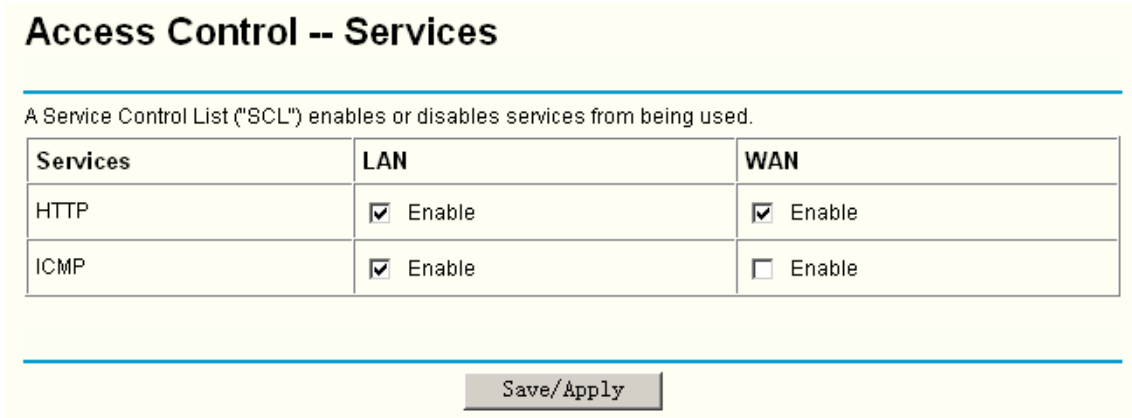 Access Control -- Services
A Service Control List ("SCL") enables or disables services from being used.
Services LAN WAN
HTTP Enable Enable
ICMP Enable Enable
Save/Apply